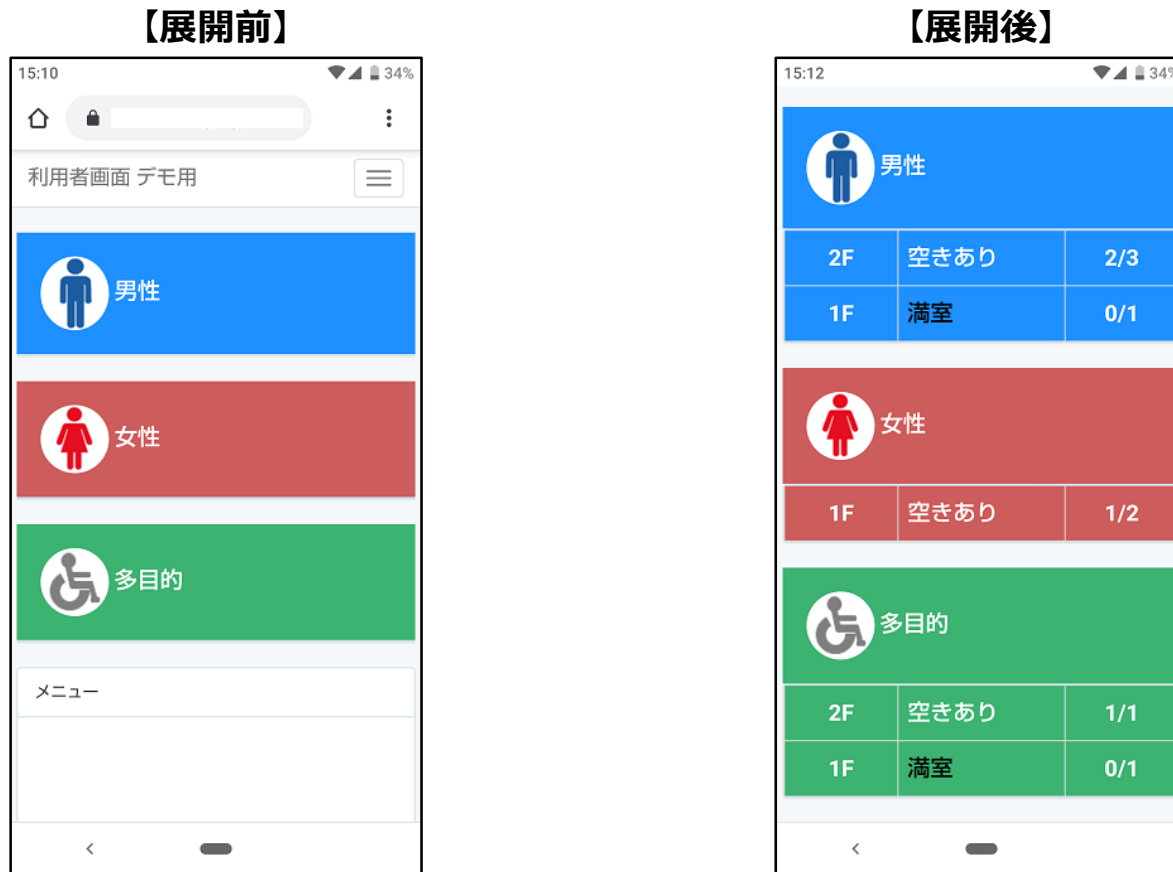 【展開前】
15:10
34%
利用者画面 デモ用
男性
女性
多目的
メニュー
【展開後】
15:12
34%
男性
2F 空きあり 2/3
1F 満室 0/1
女性
1F 空きあり 1/2
多目的
2F 空きあり 1/1
1F 満室 0/1